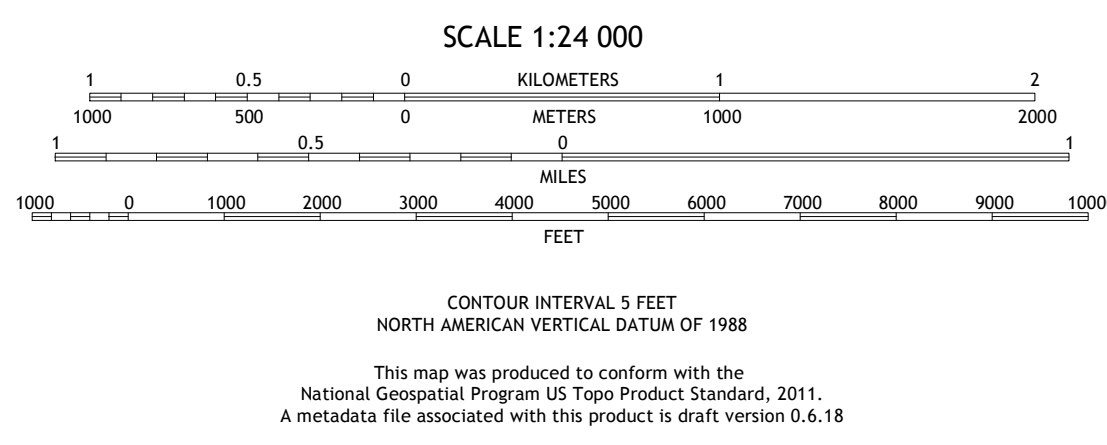 SCALE 1:24 000
1 0.5 0 KILOMETERS 1 2
1000 500 0 METERS 1000 2000
1 0.5 0 1
MILES
1000 0 1000 2000 3000 4000 5000 6000 7000 8000 9000 1000
FEET
CONTOUR INTERVAL 5 FEET
NORTH AMERICAN VERTICAL DATUM OF 1988
This map was produced to conform with the
National Geospatial Program US Topo Product Standard, 2011.
A metadata file associated with this product is draft version 0.6.18